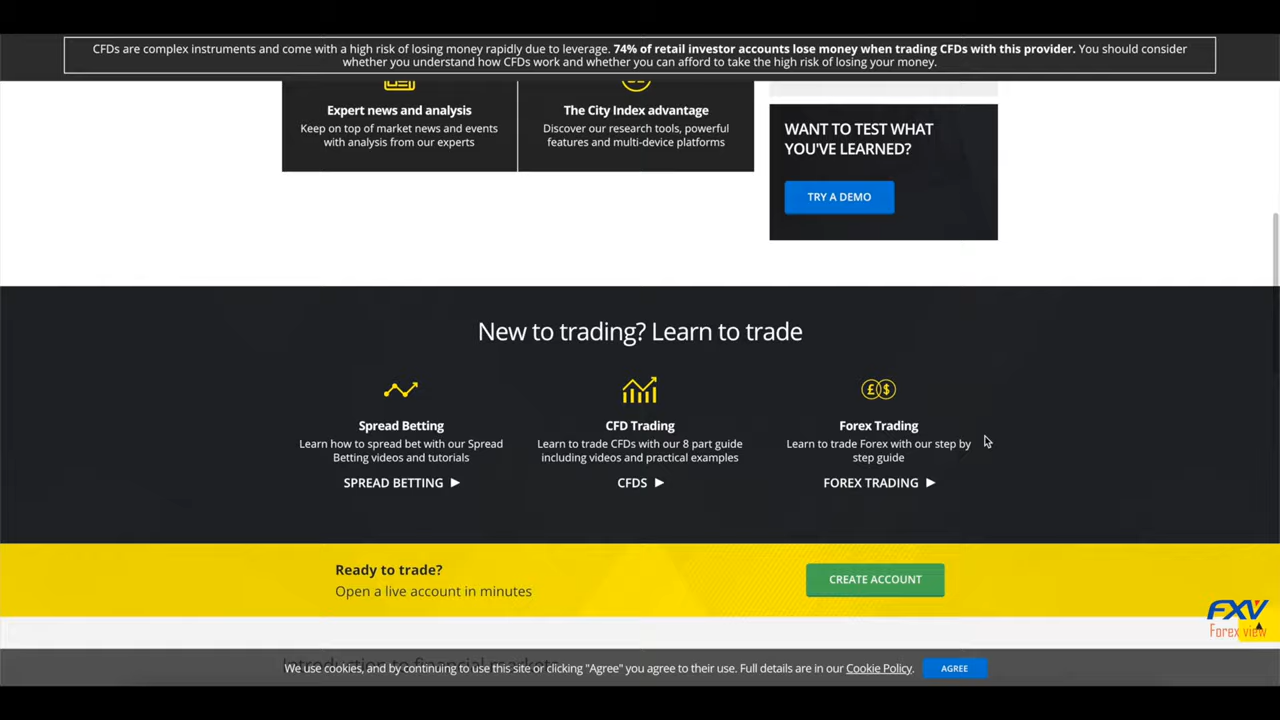 CFDs are complex instruments and come with a high risk of losing money rapidly due to leverage. 74% of retail investor accounts lose money when trading CFDs with this provider. You should consider
whether you understand how CFDs work and whether you can afford to take the high risk of losing your money.
Expert news and analysis
Keep on top of market news and events
with analysis from our experts
The City Index advantage
Discover our research tools, powerful
features and multi-device platforms
WANT TO TEST WHAT
YOU'VE LEARNED?
TRY A DEMO
New to trading? Learn to trade
Spread Betting
Learn how to spread bet with our Spread
Betting videos and tutorials
SPREAD BETTING
CFD Trading
Learn to trade CFDs with our 8 part guide
including videos and practical examples
CFDS
£$
Forex Trading
Learn to trade Forex with our step by
step guide
FOREX TRADING
Ready to trade?
Open a live account in minutes
CREATE ACCOUNT
FXV
Forex view
Introduction to financial markets
We use cookies, and by continuing to use this site or clicking "Agree" you agree to their use. Full details are in our Cookie Policy.
AGREE